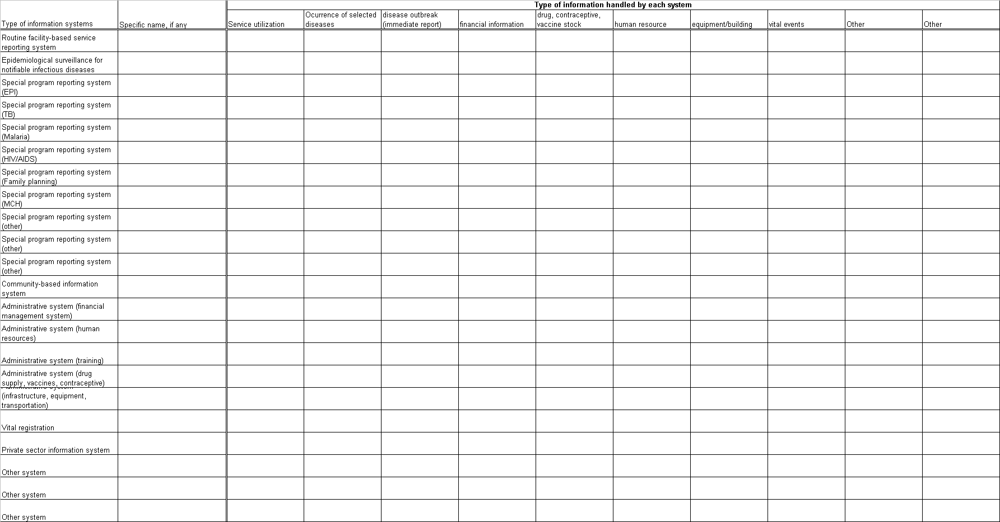 Type of information handled by each system
Type of information systems
Specific name, if any
Service utilization
Ocurrence of selected
diseases
disease outbreak
(immediate report)
financial information
drug, contraceptive,
vaccine stock
human resource
equipment/building
vital events
Other
Other
Routine facility-based service
reporting system
Epidemiological surveillance for
notifiable infectious diseases
Special program reporting system
(EPI)
Special program reporting system
(TB)
Special program reporting system
(Malaria)
Special program reporting system
(HIV/AIDS)
Special program reporting system
(Family planning)
Special program reporting system
(MCH)
Special program reporting system
(other)
Special program reporting system
(other)
Special program reporting system
(other)
Community-based information
system
Administrative system (financial
management system)
Administrative system (human
resources)
Administrative system (training)
Administrative system (drug
supply, vaccines, contraceptive)
(infrastructure, equipment,
transportation)
Vital registration
Private sector information system
Other system
Other system
Other system